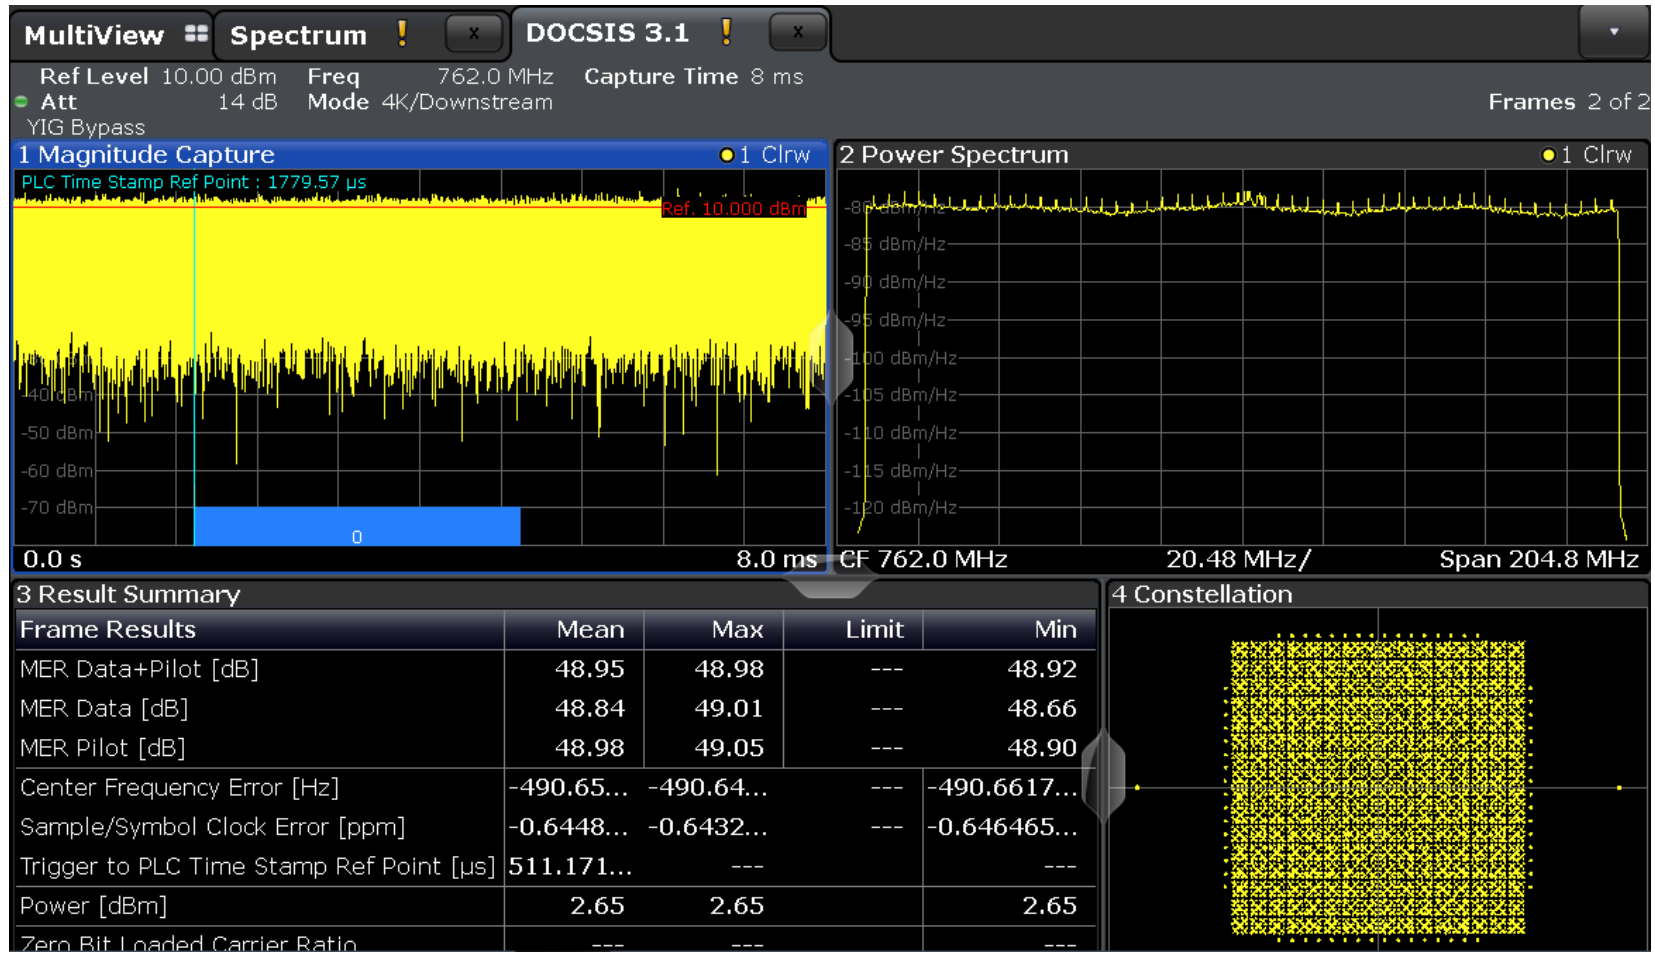 MultiView Spectrum ! x DOCSIS 3.1 ! x
Ref Level 10.00 dBm Freq 762.0 MHz Capture Time 8 ms
Att 14 dB Mode 4K/Downstream Frames 2 of 2
YIG Bypass
1 Magnitude Capture 1 Clrw
PLC Time Stamp Ref Point : 1779.57 µs
Ref. 10.000 dBm
-40 dBm
-50 dBm
-60 dBm
-70 dBm
0
0.0 s 8.0 ms
2 Power Spectrum 1 Clrw
-80 dBm/Hz
-85 dBm/Hz
-90 dBm/Hz
-95 dBm/Hz
-100 dBm/Hz
-105 dBm/Hz
-110 dBm/Hz
-115 dBm/Hz
-120 dBm/Hz
CF 762.0 MHz 20.48 MHz/ Span 204.8 MHz
3 Result Summary
Frame Results Mean Max Limit Min
MER Data+Pilot [dB] 48.95 48.98 --- 48.92
MER Data [dB] 48.84 49.01 --- 48.66
MER Pilot [dB] 48.98 49.05 --- 48.90
Center Frequency Error [Hz] -490.65... -490.64... --- -490.6617...
Sample/Symbol Clock Error [ppm] -0.6448... -0.6432... --- -0.646465...
Trigger to PLC Time Stamp Ref Point [µs] 511.171... --- ---
Power [dBm] 2.65 2.65 2.65
Zero Bit Loaded Carrier Ratio --- --- ---
4 Constellation